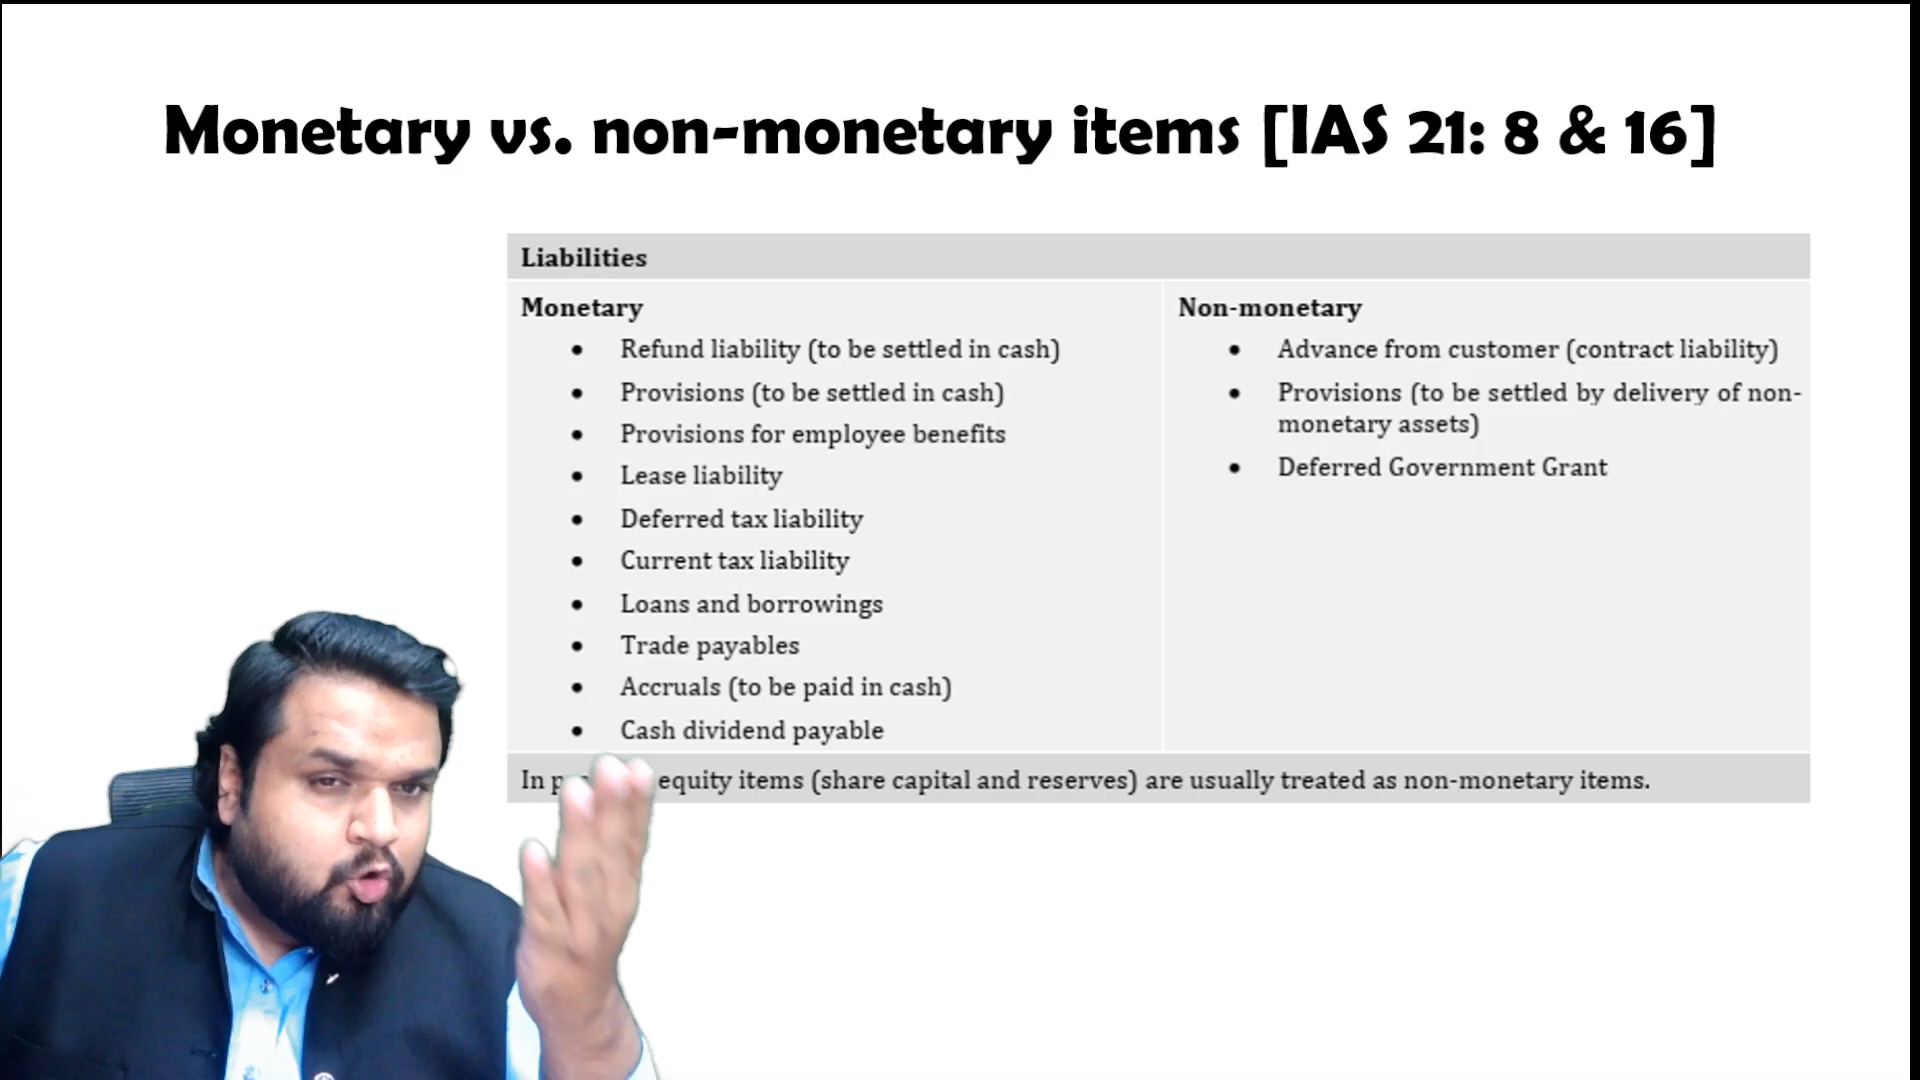 Monetary vs. non-monetary items [IAS 21: 8 & 16]
Liabilities
Monetary
• Refund liability (to be settled in cash)
• Provisions (to be settled in cash)
• Provisions for employee benefits
• Lease liability
• Deferred tax liability
• Current tax liability
• Loans and borrowings
• Trade payables
• Accruals (to be paid in cash)
• Cash dividend payable
Non-monetary
• Advance from customer (contract liability)
• Provisions (to be settled by delivery of non-
monetary assets)
• Deferred Government Grant
In equity items (share capital and reserves) are usually treated as non-monetary items.